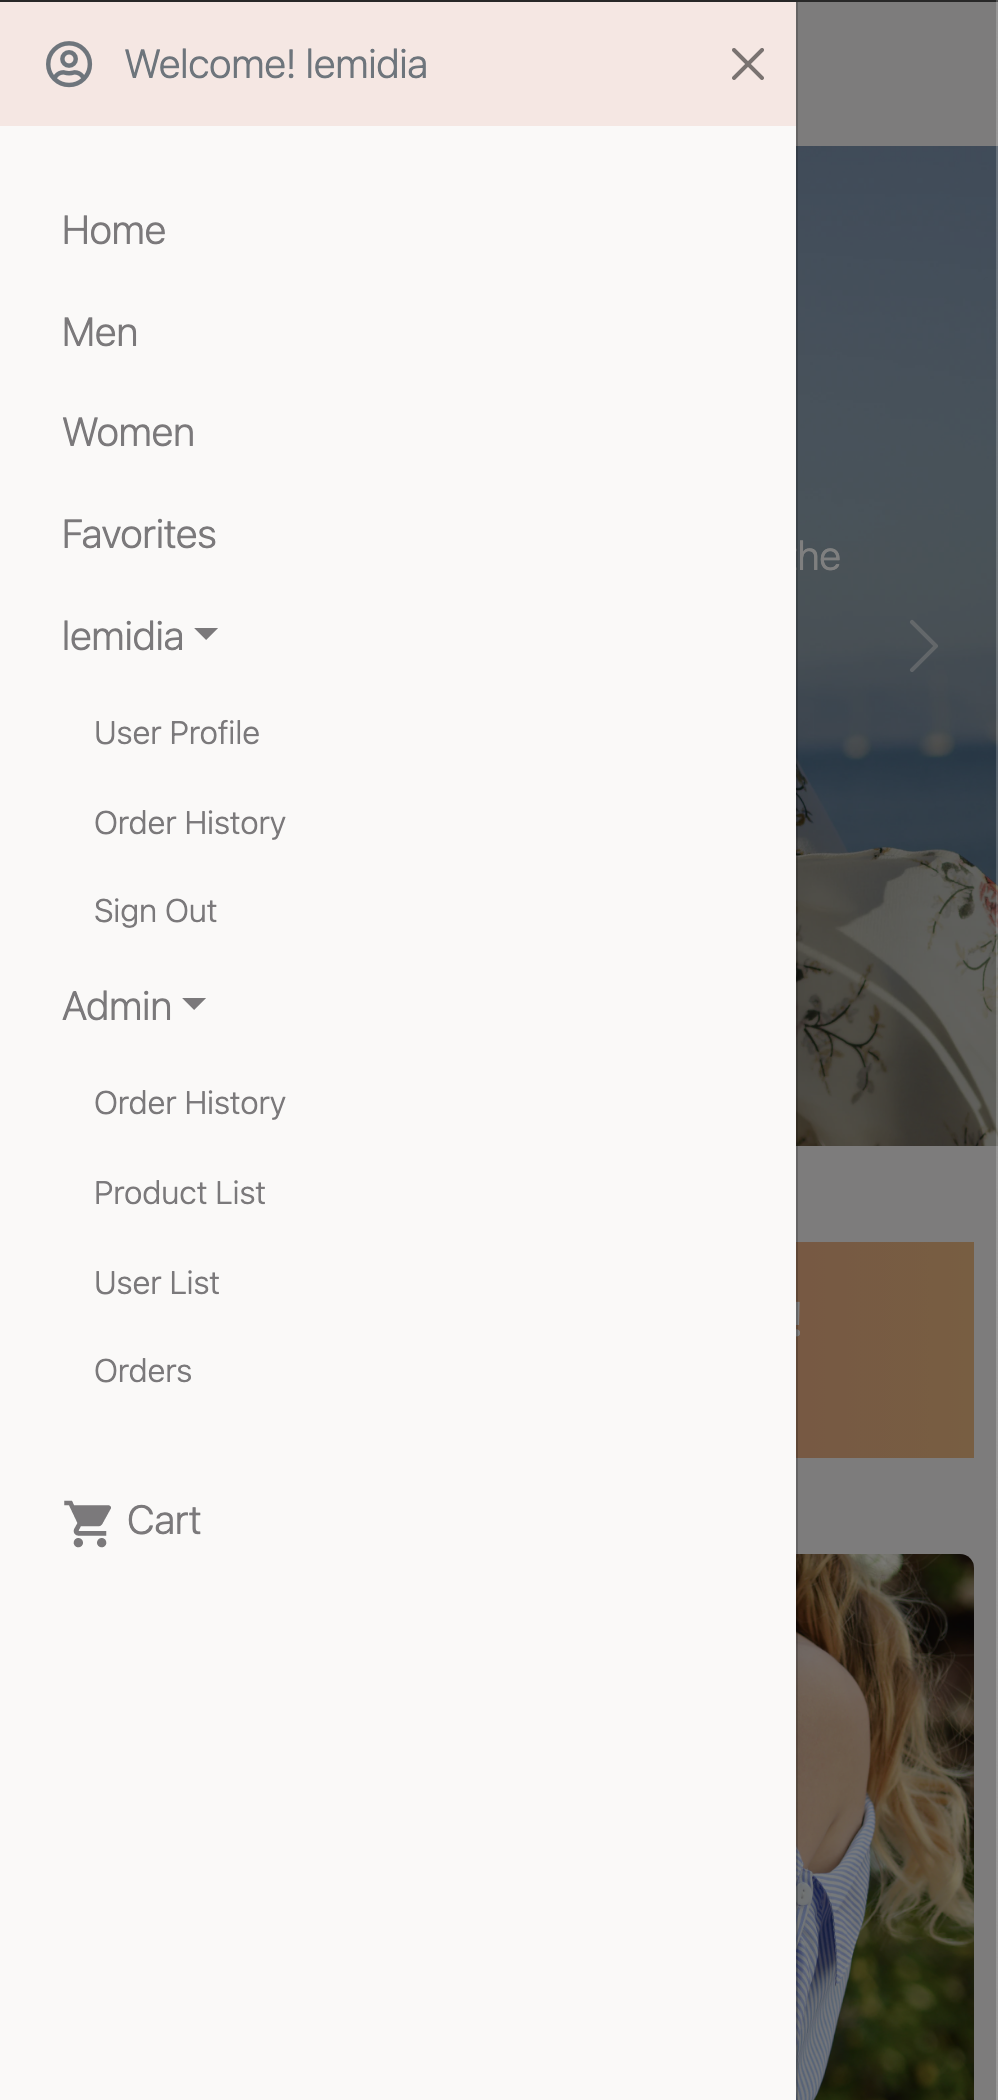 Welcome! lemidia
Home
Men
Women
Favorites
he
lemidia
User Profile
Order History
Sign Out
Admin
Order History
Product List
User List
!
Orders
Cart